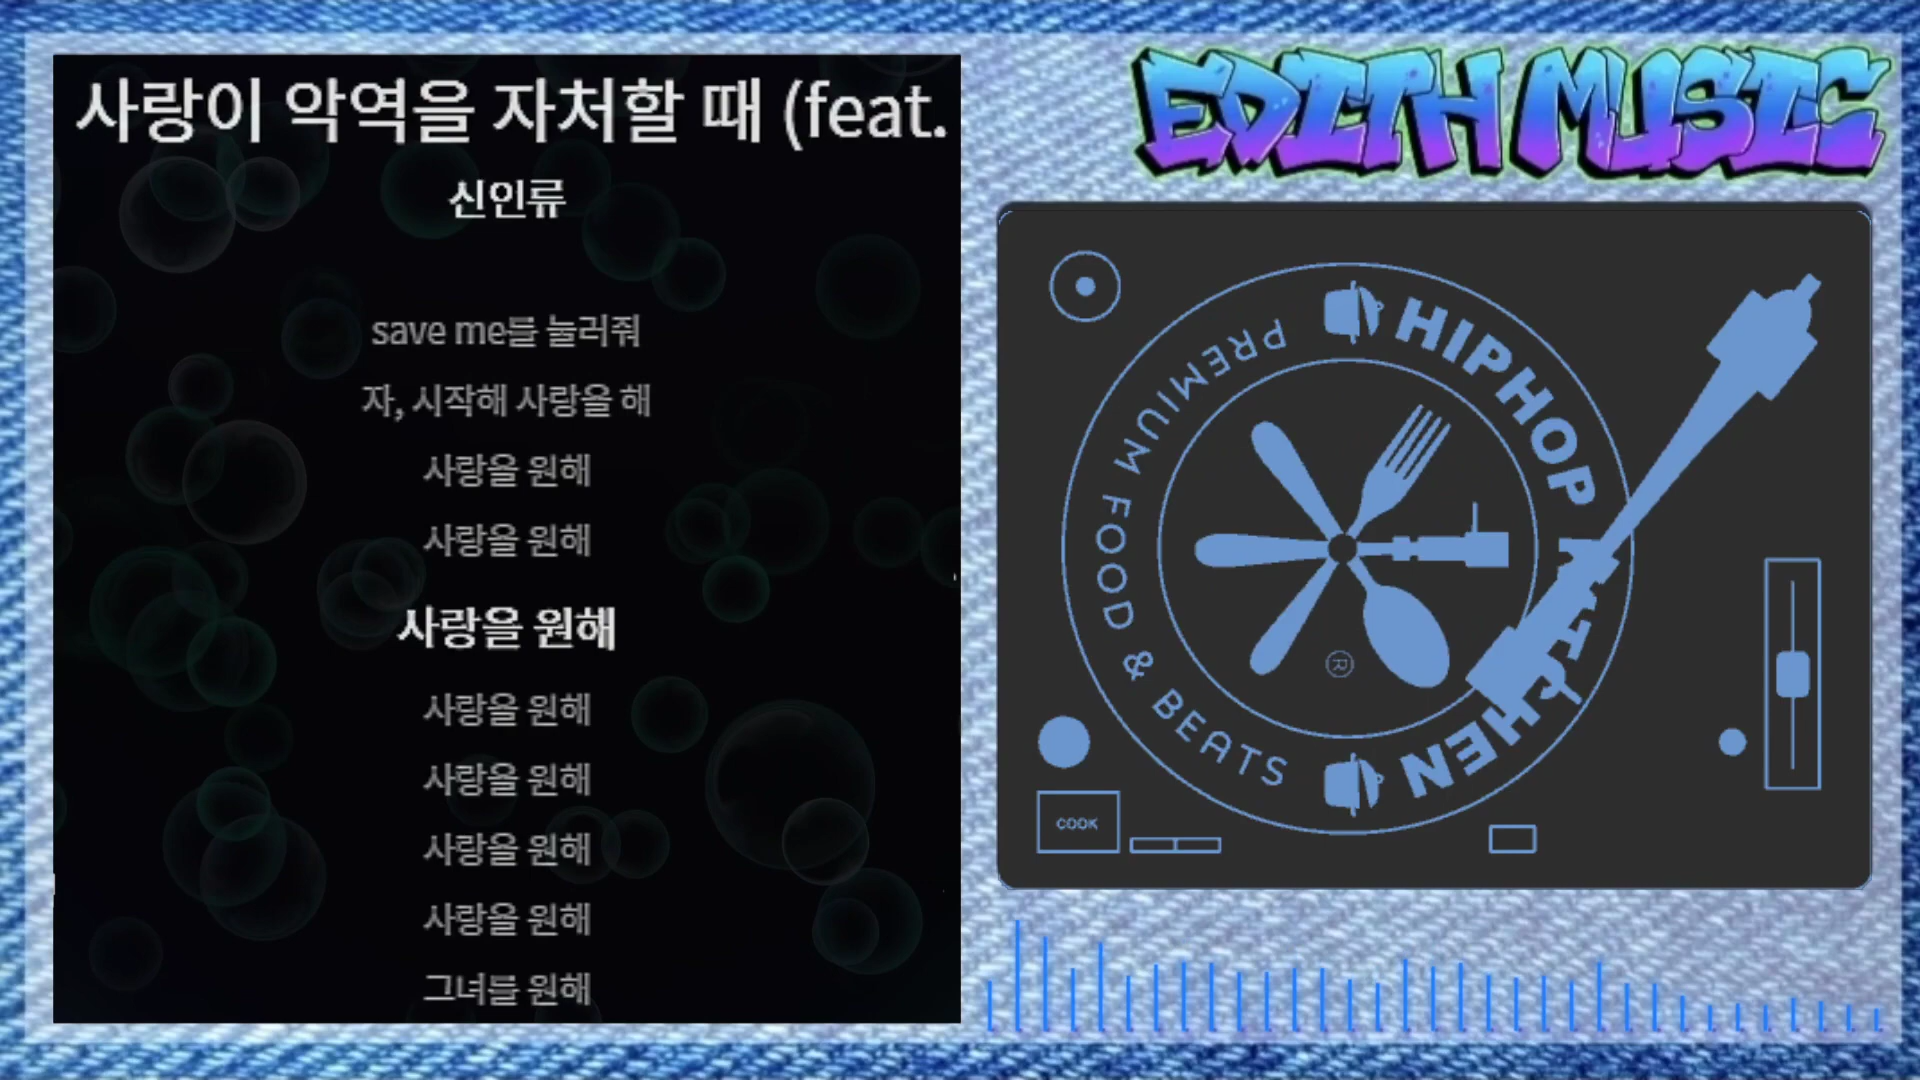 사랑이 악역을 자처할 때 (feat.
신인류
save me를 눌러줘
자, 시작해 사랑을 해
사랑을 원해
사랑을 원해
사랑을 원해
사랑을 원해
사랑을 원해
사랑을 원해
사랑을 원해
그녀를 원해
EDITH MUSIC
HIPHOP KITCHEN
PREMIUM FOOD & BEATS
®
COOK